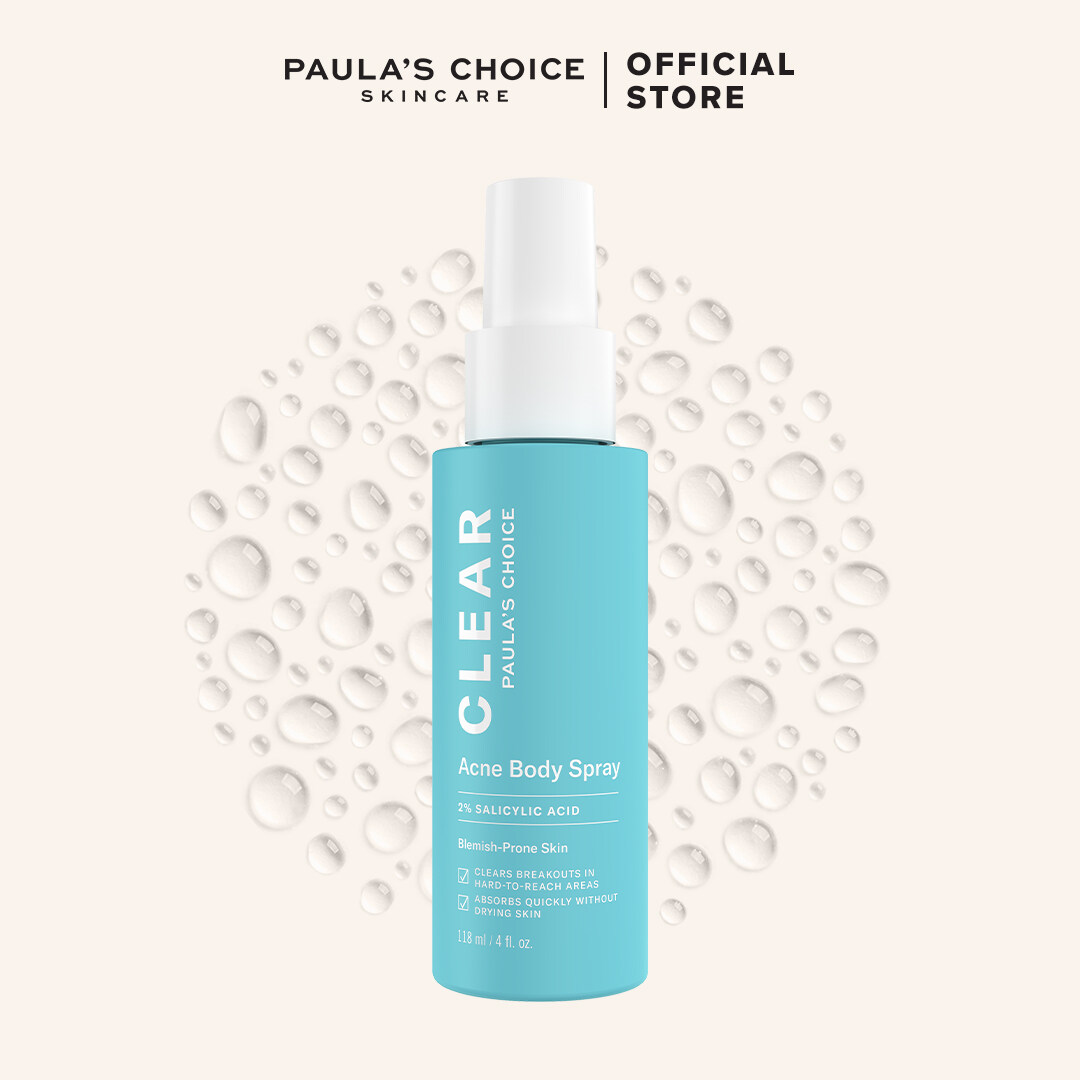 PAULA'S CHOICE
SKINCARE
OFFICIAL
STORE
CLEAR
PAULA'S CHOICE
Acne Body Spray
2% SALICYLIC ACID
Blemish-Prone Skin
☑ CLEARS BREAKOUTS IN
HARD-TO-REACH AREAS
☑ ABSORBS QUICKLY WITHOUT
DRYING SKIN
118 ml / 4 fl. oz.